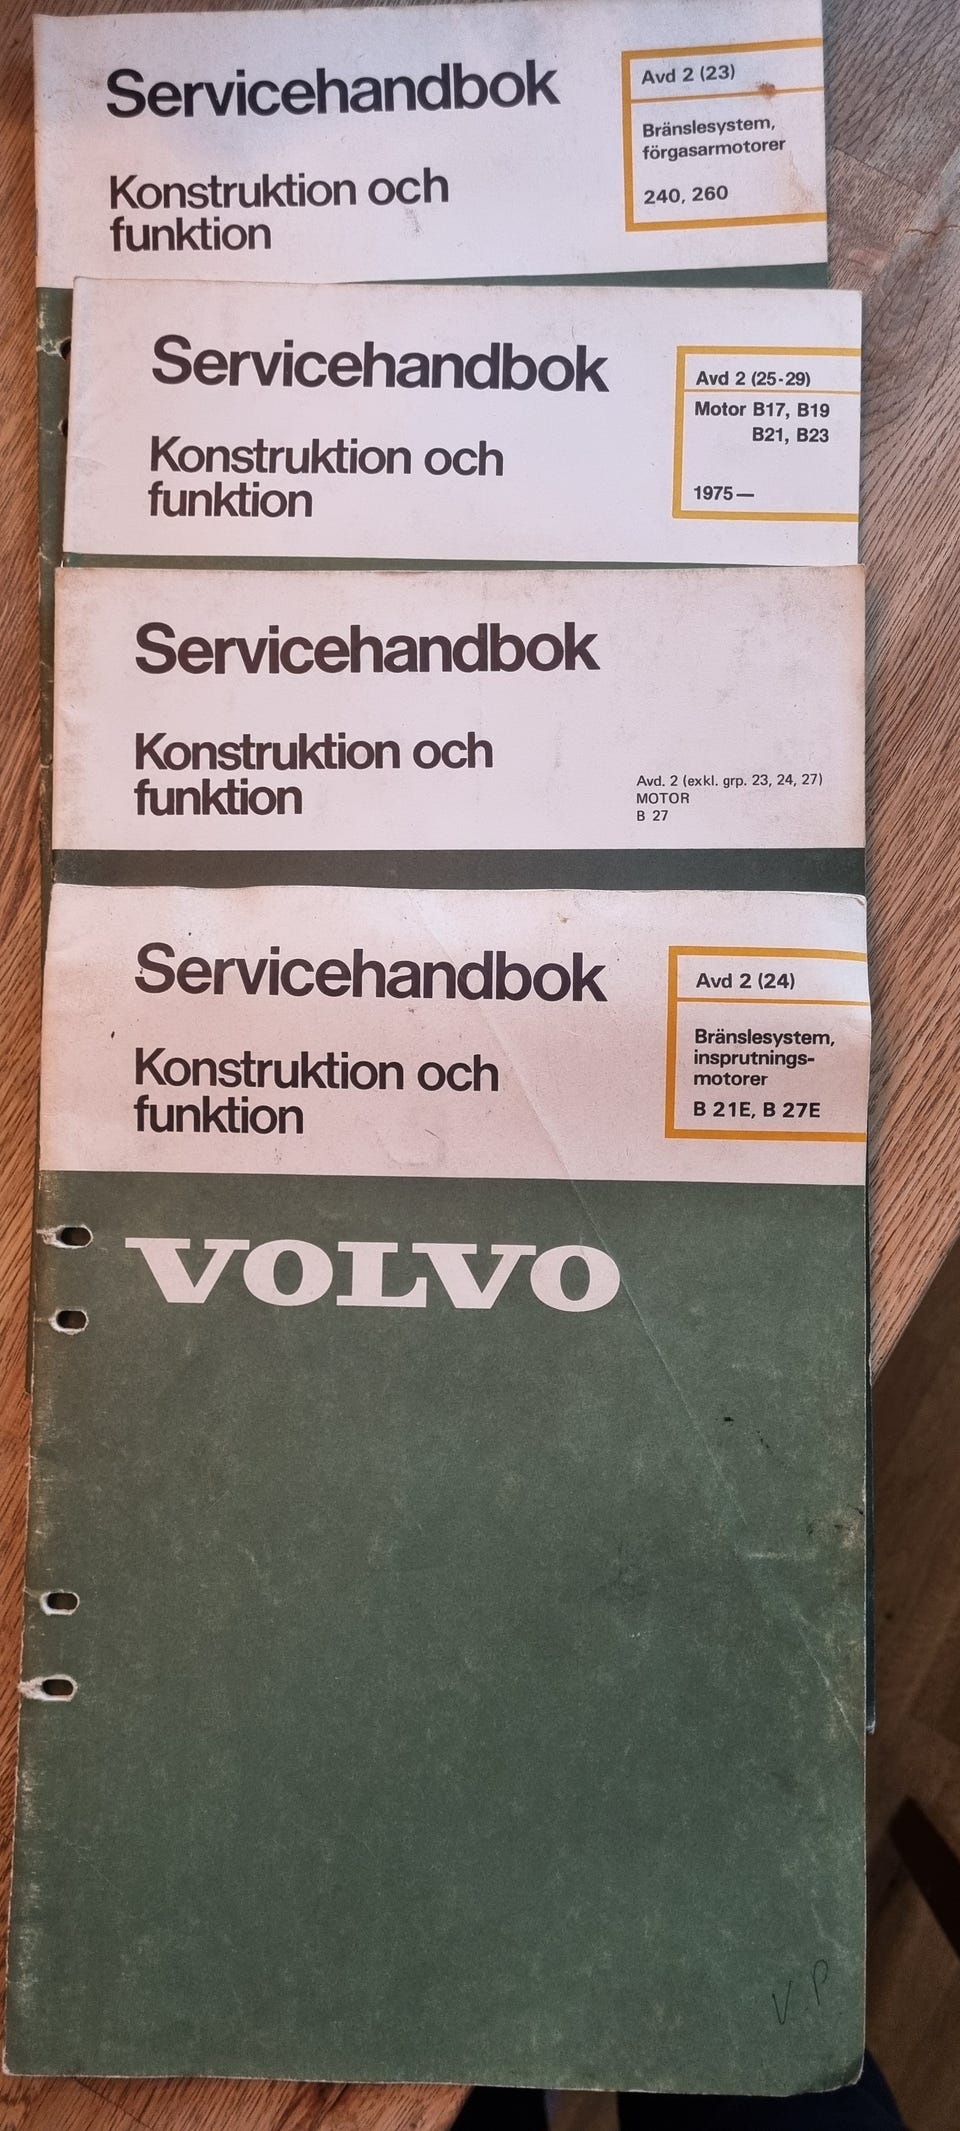 Servicehandbok
Konstruktion och
funktion
Avd 2 (23)
Bränslesystem,
förgasarmotorer
240, 260
Servicehandbok
Konstruktion och
funktion
Avd 2 (25-29)
Motor B17, B19
B21, B23
1975—
Servicehandbok
Konstruktion och
funktion
Avd. 2 (exkl. grp. 23, 24, 27)
MOTOR
B 27
Servicehandbok
Konstruktion och
funktion
Avd 2 (24)
Bränslesystem,
insprutnings-
motorer
B 21E, B 27E
VOLVO
V.P.